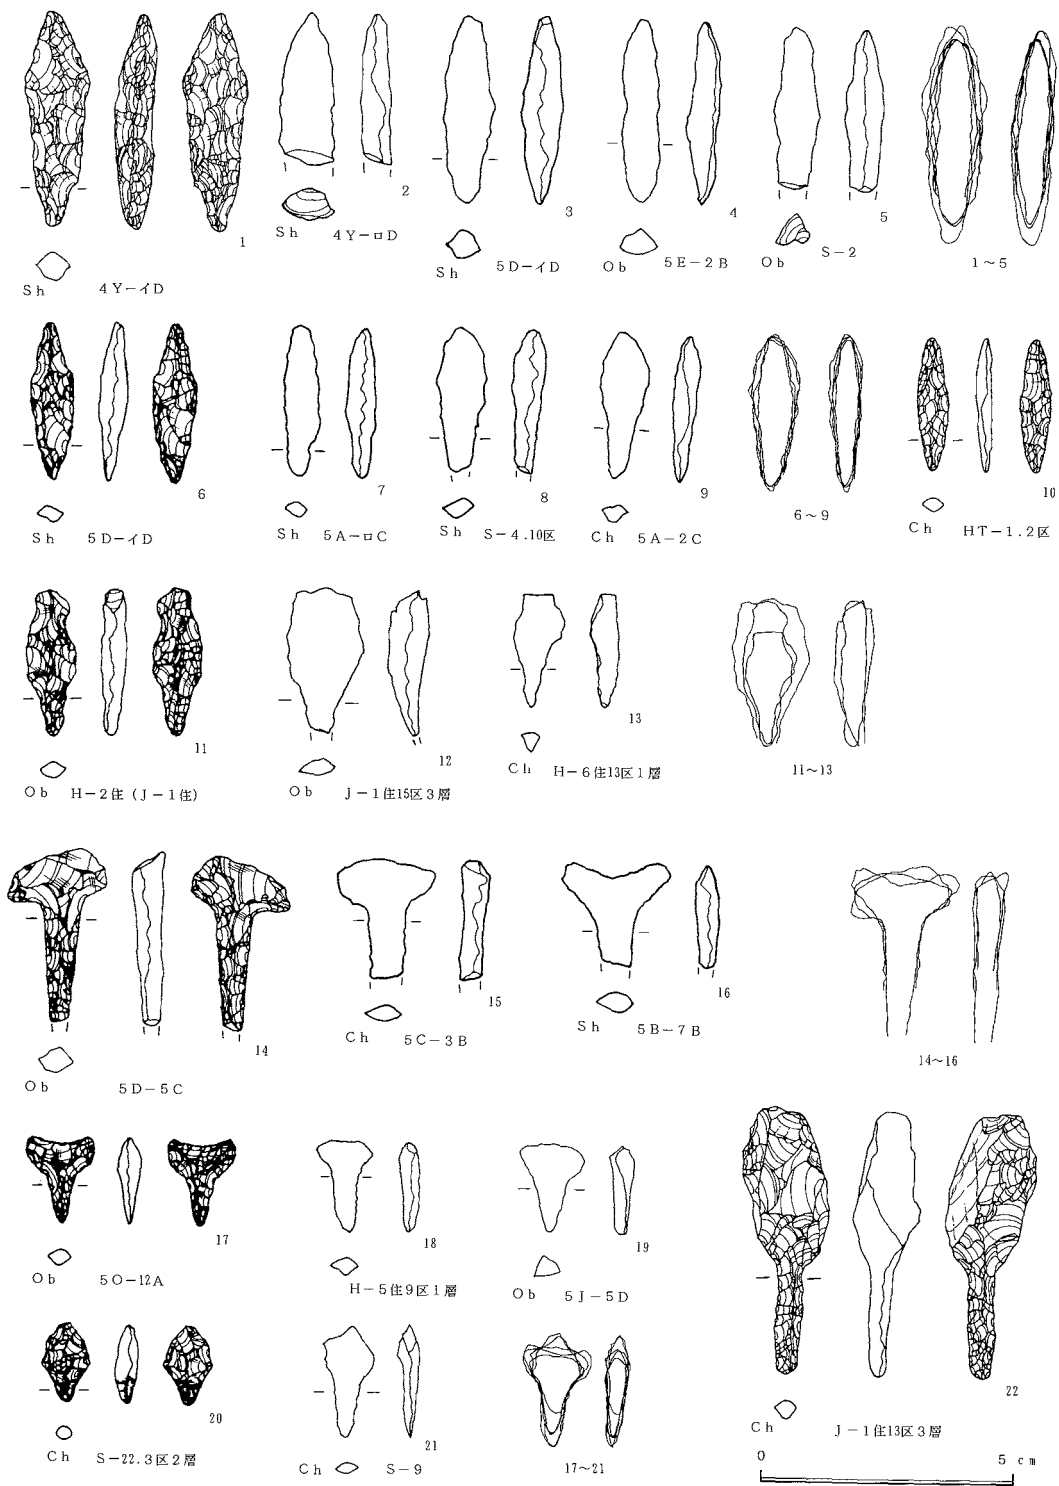 1
Sh 4Y-イD
2
Sh 4Y-ロD
3
Sh 5D-イD
4
Ob 5E-2B
5
Ob S-2
1～5
6
Sh 5D-イD
7
Sh 5A-ロC
8
Sh S-4.10区
9
Ch 5A-2C
6～9
10
Ch HT-1.2区
11
Ob H-2住(J-1住)
12
Ob J-1住15区3層
13
Ch H-6住13区1層
11～13
14
Ob 5D-5C
15
Ch 5C-3B
16
Sh 5B-7B
14～16
17
Ob 5O-12A
18
H-5住9区1層
19
Ob 5J-5D
20
Ch S-22.3区2層
21
Ch S-9
17～21
22
Ch J-1住13区3層
0 5 cm